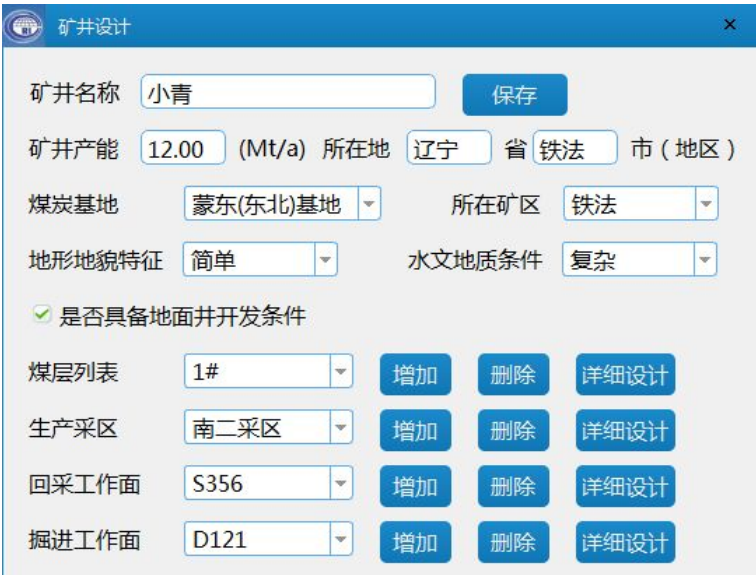 矿井设计 ×
矿井名称 小青 保存
矿井产能 12.00 (Mt/a) 所在地 辽宁 省 铁法 市(地区)
煤炭基地 蒙东(东北)基地 所在矿区 铁法
地形地貌特征 简单 水文地质条件 复杂
是否具备地面井开发条件
煤层列表 1# 增加 删除 详细设计
生产采区 南二采区 增加 删除 详细设计
回采工作面 S356 增加 删除 详细设计
掘进工作面 D121 增加 删除 详细设计